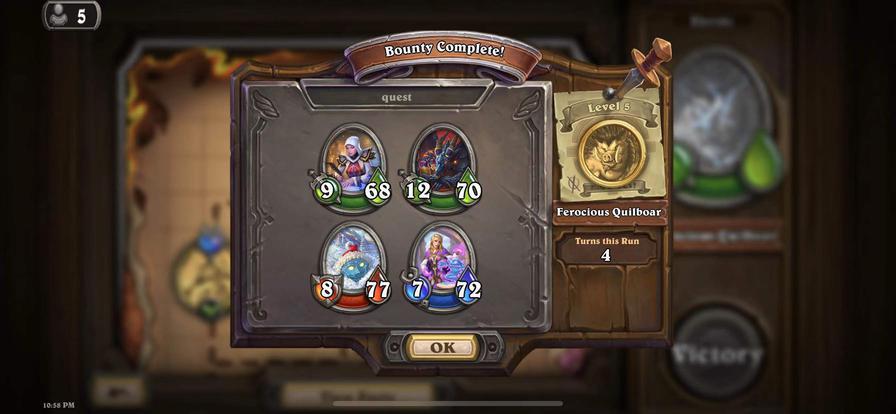 5
Bounty Complete!
quest
9 68
12 70
8 77
7 72
Level 5
Ferocious Quilboar
Turns this Run
4
OK
Victory
10:58 PM